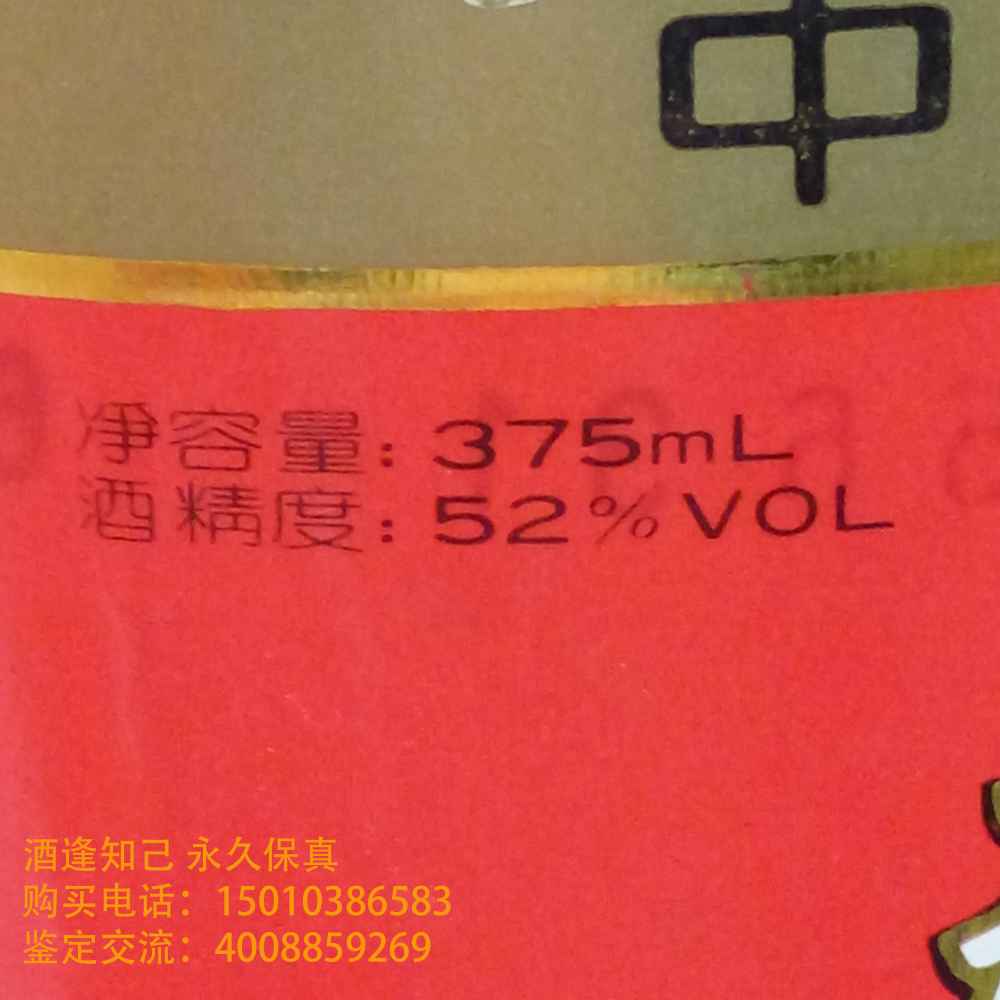 中
净容量：375mL
酒精度：52%VOL
酒逢知己 永久保真
购买电话：15010386583
鉴定交流：4008859269